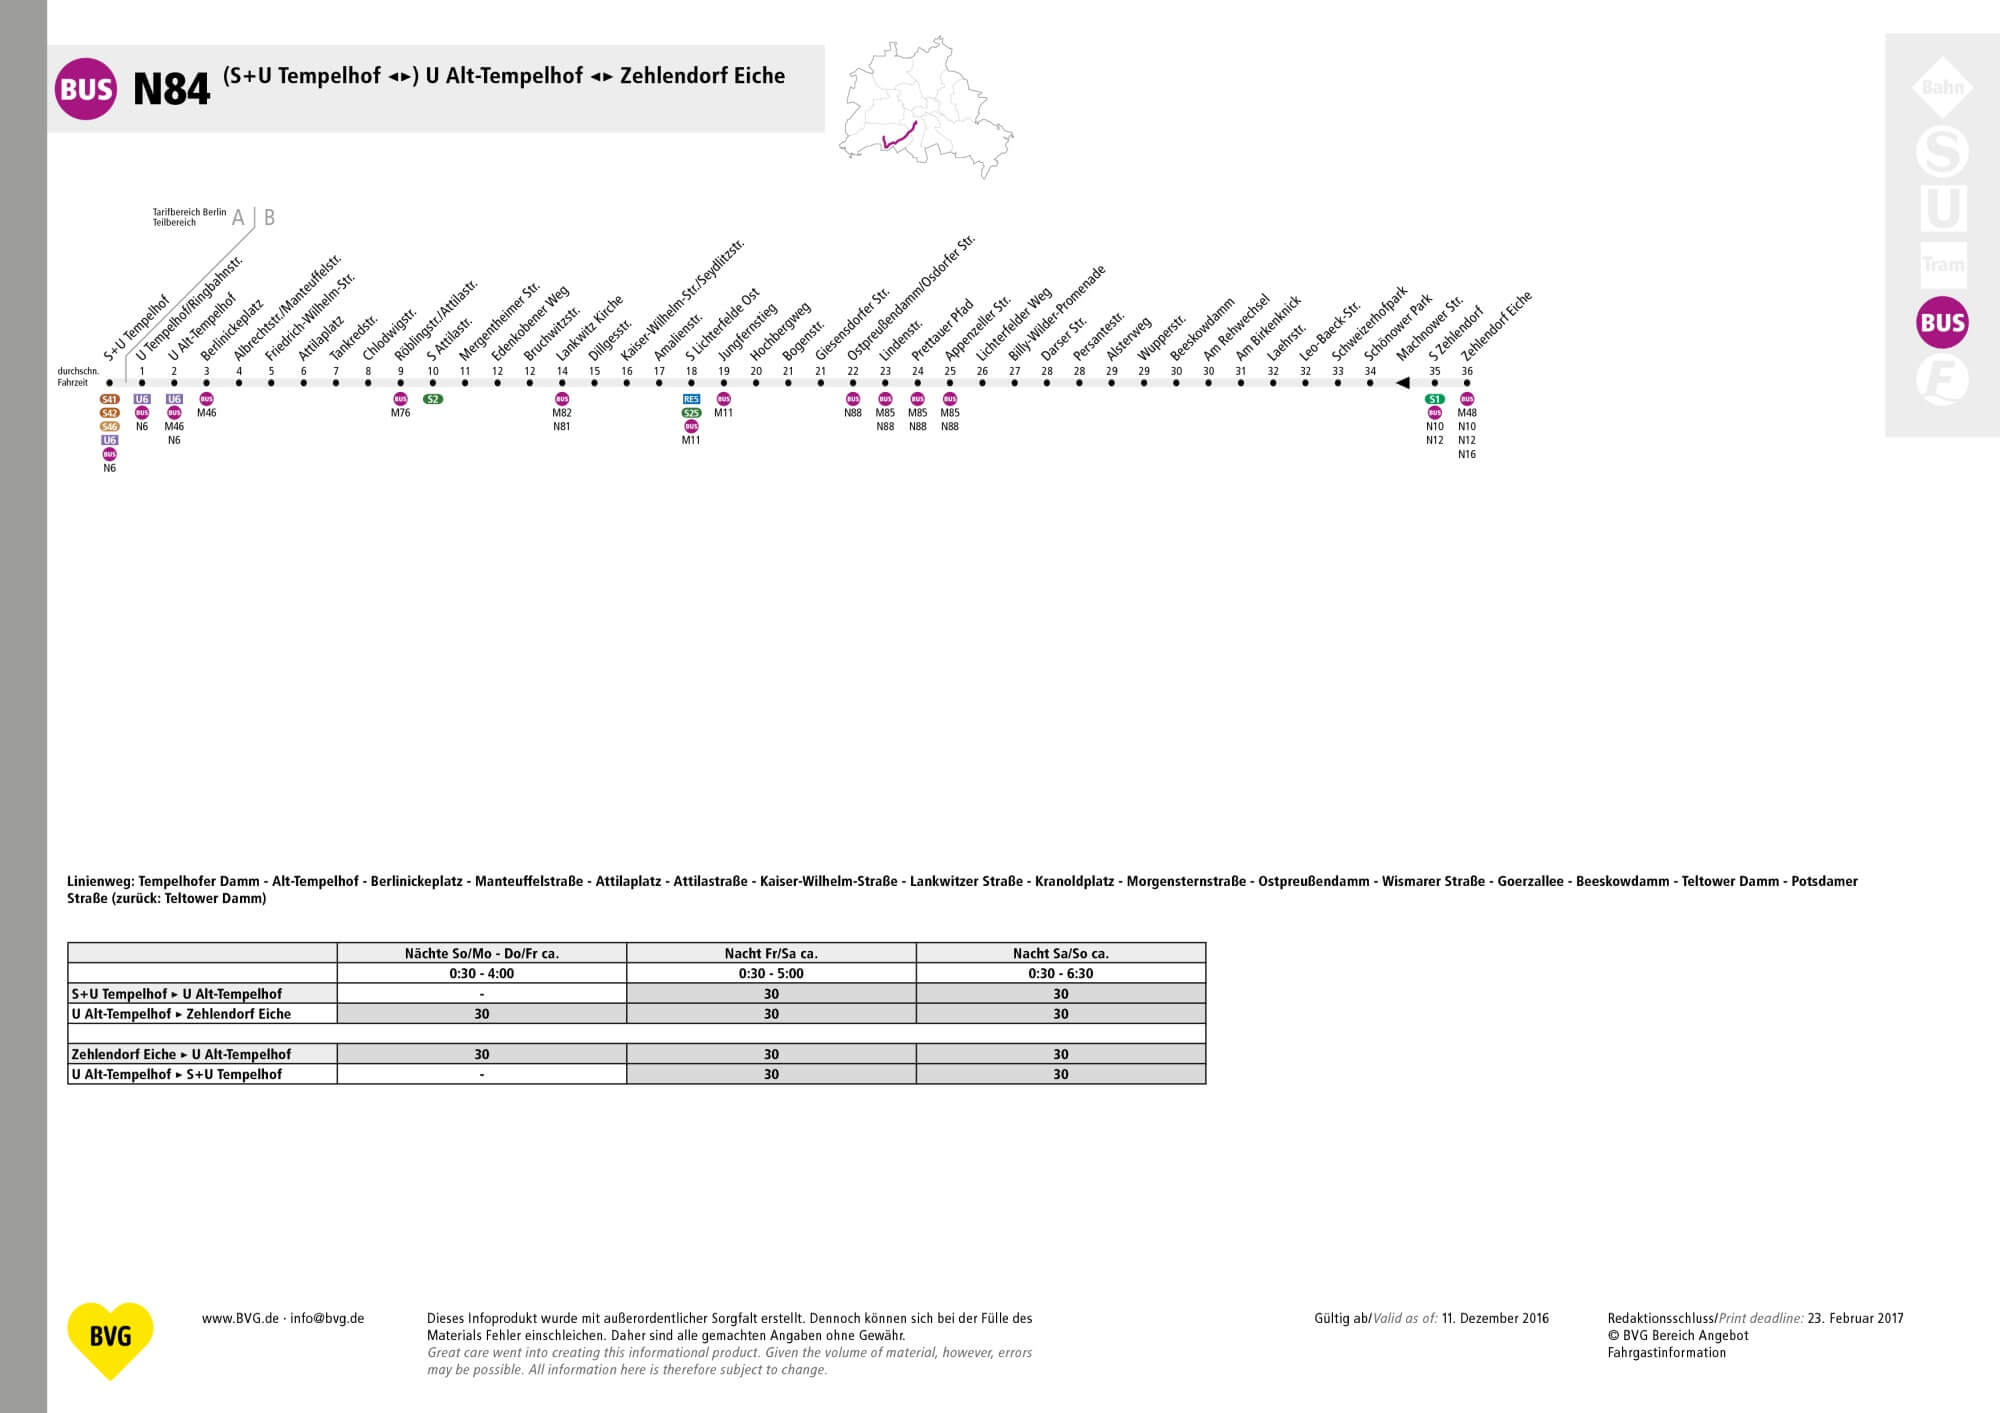 BUS N84 (S+U Tempelhof ◄►) U Alt-Tempelhof ◄► Zehlendorf Eiche
Bahn
S
U
Tram
BUS
F
Tarifbereich Berlin
Teilbereich
A | B
S+U Tempelhof
U Tempelhof/Ringbahnstr.
U Alt-Tempelhof
Berlinickeplatz
Albrechtstr./Manteuffelstr.
Friedrich-Wilhelm-Str.
Attilaplatz
Tankredstr.
Chlodwigstr.
Röblingstr./Attilastr.
S Attilastr.
Mergentheimer Str.
Edenkobener Weg
Bruchwitzstr.
Lankwitz Kirche
Dillgesstr.
Kaiser-Wilhelm-Str./Seydlitzstr.
Amalienstr.
S Lichterfelde Ost
Jungfernstieg
Hochbergweg
Bogenstr.
Giesensdorfer Str.
Ostpreußendamm/Osdorfer Str.
Lindenstr.
Prettauer Pfad
Appenzeller Str.
Lichterfelder Weg
Billy-Wilder-Promenade
Darser Str.
Persantestr.
Alsterweg
Wupperstr.
Beeskowdamm
Am Rehwechsel
Am Birkenknick
Laehrstr.
Leo-Baeck-Str.
Schweizerhofpark
Schönower Park
Machnower Str.
S Zehlendorf
Zehlendorf Eiche
durchschn.
Fahrzeit
1 2 3 4 5 6 7 8 9 10 11 12 12 14 15 16 17 18 19 20 21 21 22 23 24 25 26 27 28 28 29 29 30 30 31 32 32 33 34 35 36
S41 U6 U6 BUS BUS S2 BUS RE5 BUS BUS BUS BUS BUS S1 BUS
S42 BUS BUS M46 M76 M82 S25 M11 N88 M85 M85 M85 BUS M48
S46 N6 M46 N81 BUS N88 N88 N88 N10 N10
U6 N6 M11 N12 N12
BUS N16
N6
Linienweg: Tempelhofer Damm - Alt-Tempelhof - Berlinickeplatz - Manteuffelstraße - Attilaplatz - Attilastraße - Kaiser-Wilhelm-Straße - Lankwitzer Straße - Kranoldplatz - Morgensternstraße - Ostpreußendamm - Wismarer Straße - Goerzallee - Beeskowdamm - Teltower Damm - Potsdamer
Straße (zurück: Teltower Damm)
Nächte So/Mo - Do/Fr ca. Nacht Fr/Sa ca. Nacht Sa/So ca.
0:30 - 4:00 0:30 - 5:00 0:30 - 6:30
S+U Tempelhof ► U Alt-Tempelhof - 30 30
U Alt-Tempelhof ► Zehlendorf Eiche 30 30 30
Zehlendorf Eiche ► U Alt-Tempelhof 30 30 30
U Alt-Tempelhof ► S+U Tempelhof - 30 30
BVG
www.BVG.de · info@bvg.de
Dieses Infoprodukt wurde mit außerordentlicher Sorgfalt erstellt. Dennoch können sich bei der Fülle des
Materials Fehler einschleichen. Daher sind alle gemachten Angaben ohne Gewähr.
Great care went into creating this informational product. Given the volume of material, however, errors
may be possible. All information here is therefore subject to change.
Gültig ab/Valid as of: 11. Dezember 2016
Redaktionsschluss/Print deadline: 23. Februar 2017
© BVG Bereich Angebot
Fahrgastinformation